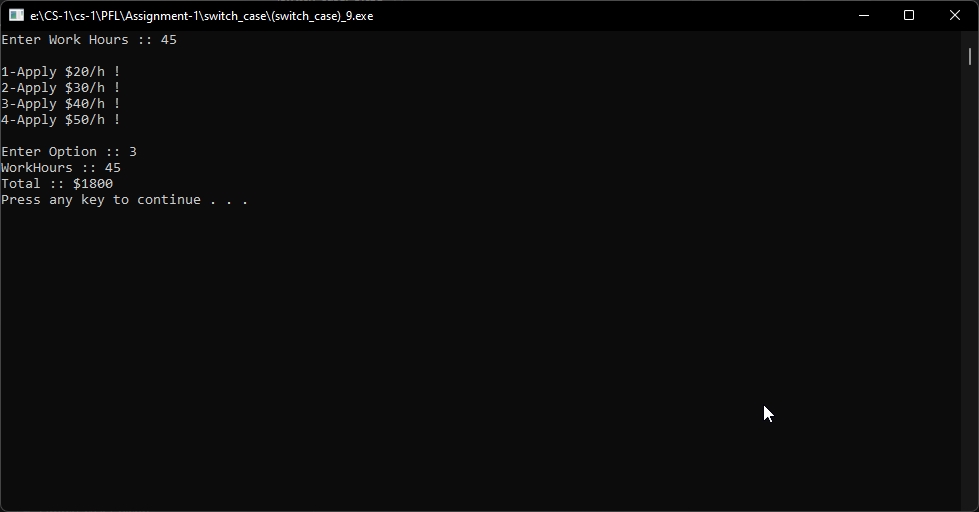 e:\CS-1\cs-1\PFL\Assignment-1\switch_case\(switch_case)_9.exe
Enter Work Hours :: 45
1-Apply $20/h !
2-Apply $30/h !
3-Apply $40/h !
4-Apply $50/h !
Enter Option :: 3
WorkHours :: 45
Total :: $1800
Press any key to continue . . .